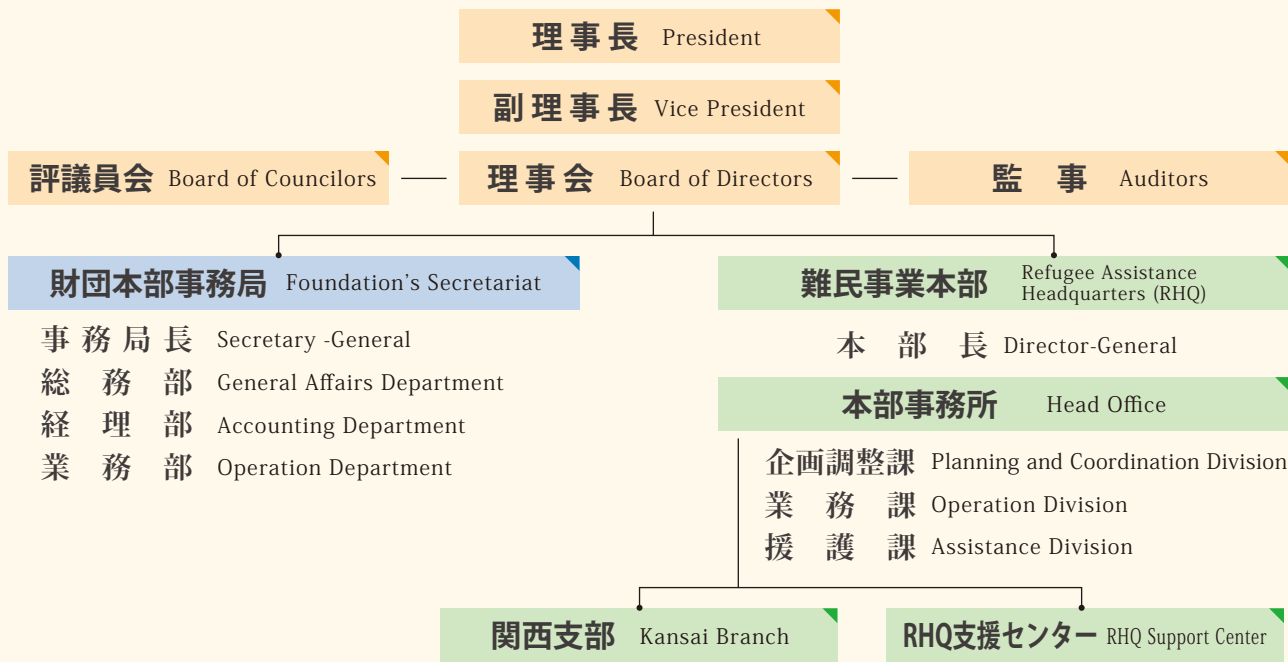 理事長 President
副理事長 Vice President
評議員会 Board of Councilors
理事会 Board of Directors
監事 Auditors
財団本部事務局 Foundation's Secretariat
事務局長 Secretary -General
総務部 General Affairs Department
経理部 Accounting Department
業務部 Operation Department
難民事業本部 Refugee Assistance
Headquarters (RHQ)
本部長 Director-General
本部事務所 Head Office
企画調整課 Planning and Coordination Division
業務課 Operation Division
援護課 Assistance Division
関西支部 Kansai Branch
RHQ支援センター RHQ Support Center